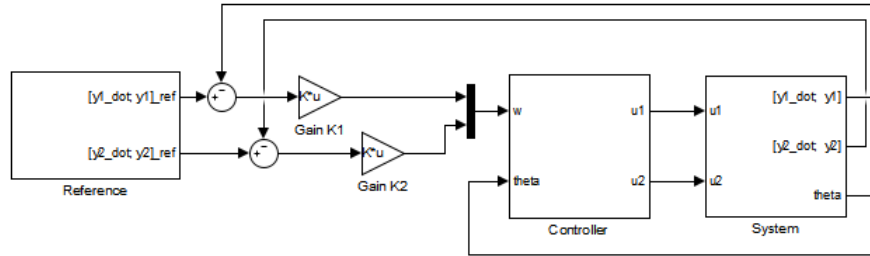 [y1_dot; y1]_ref
[y2_dot; y2]_ref
Reference
+
−
+
−
K*u
Gain K1
K*u
Gain K2
w
theta
u1
u2
Controller
u1
u2
[y1_dot; y1]
[y2_dot; y2]
theta
System